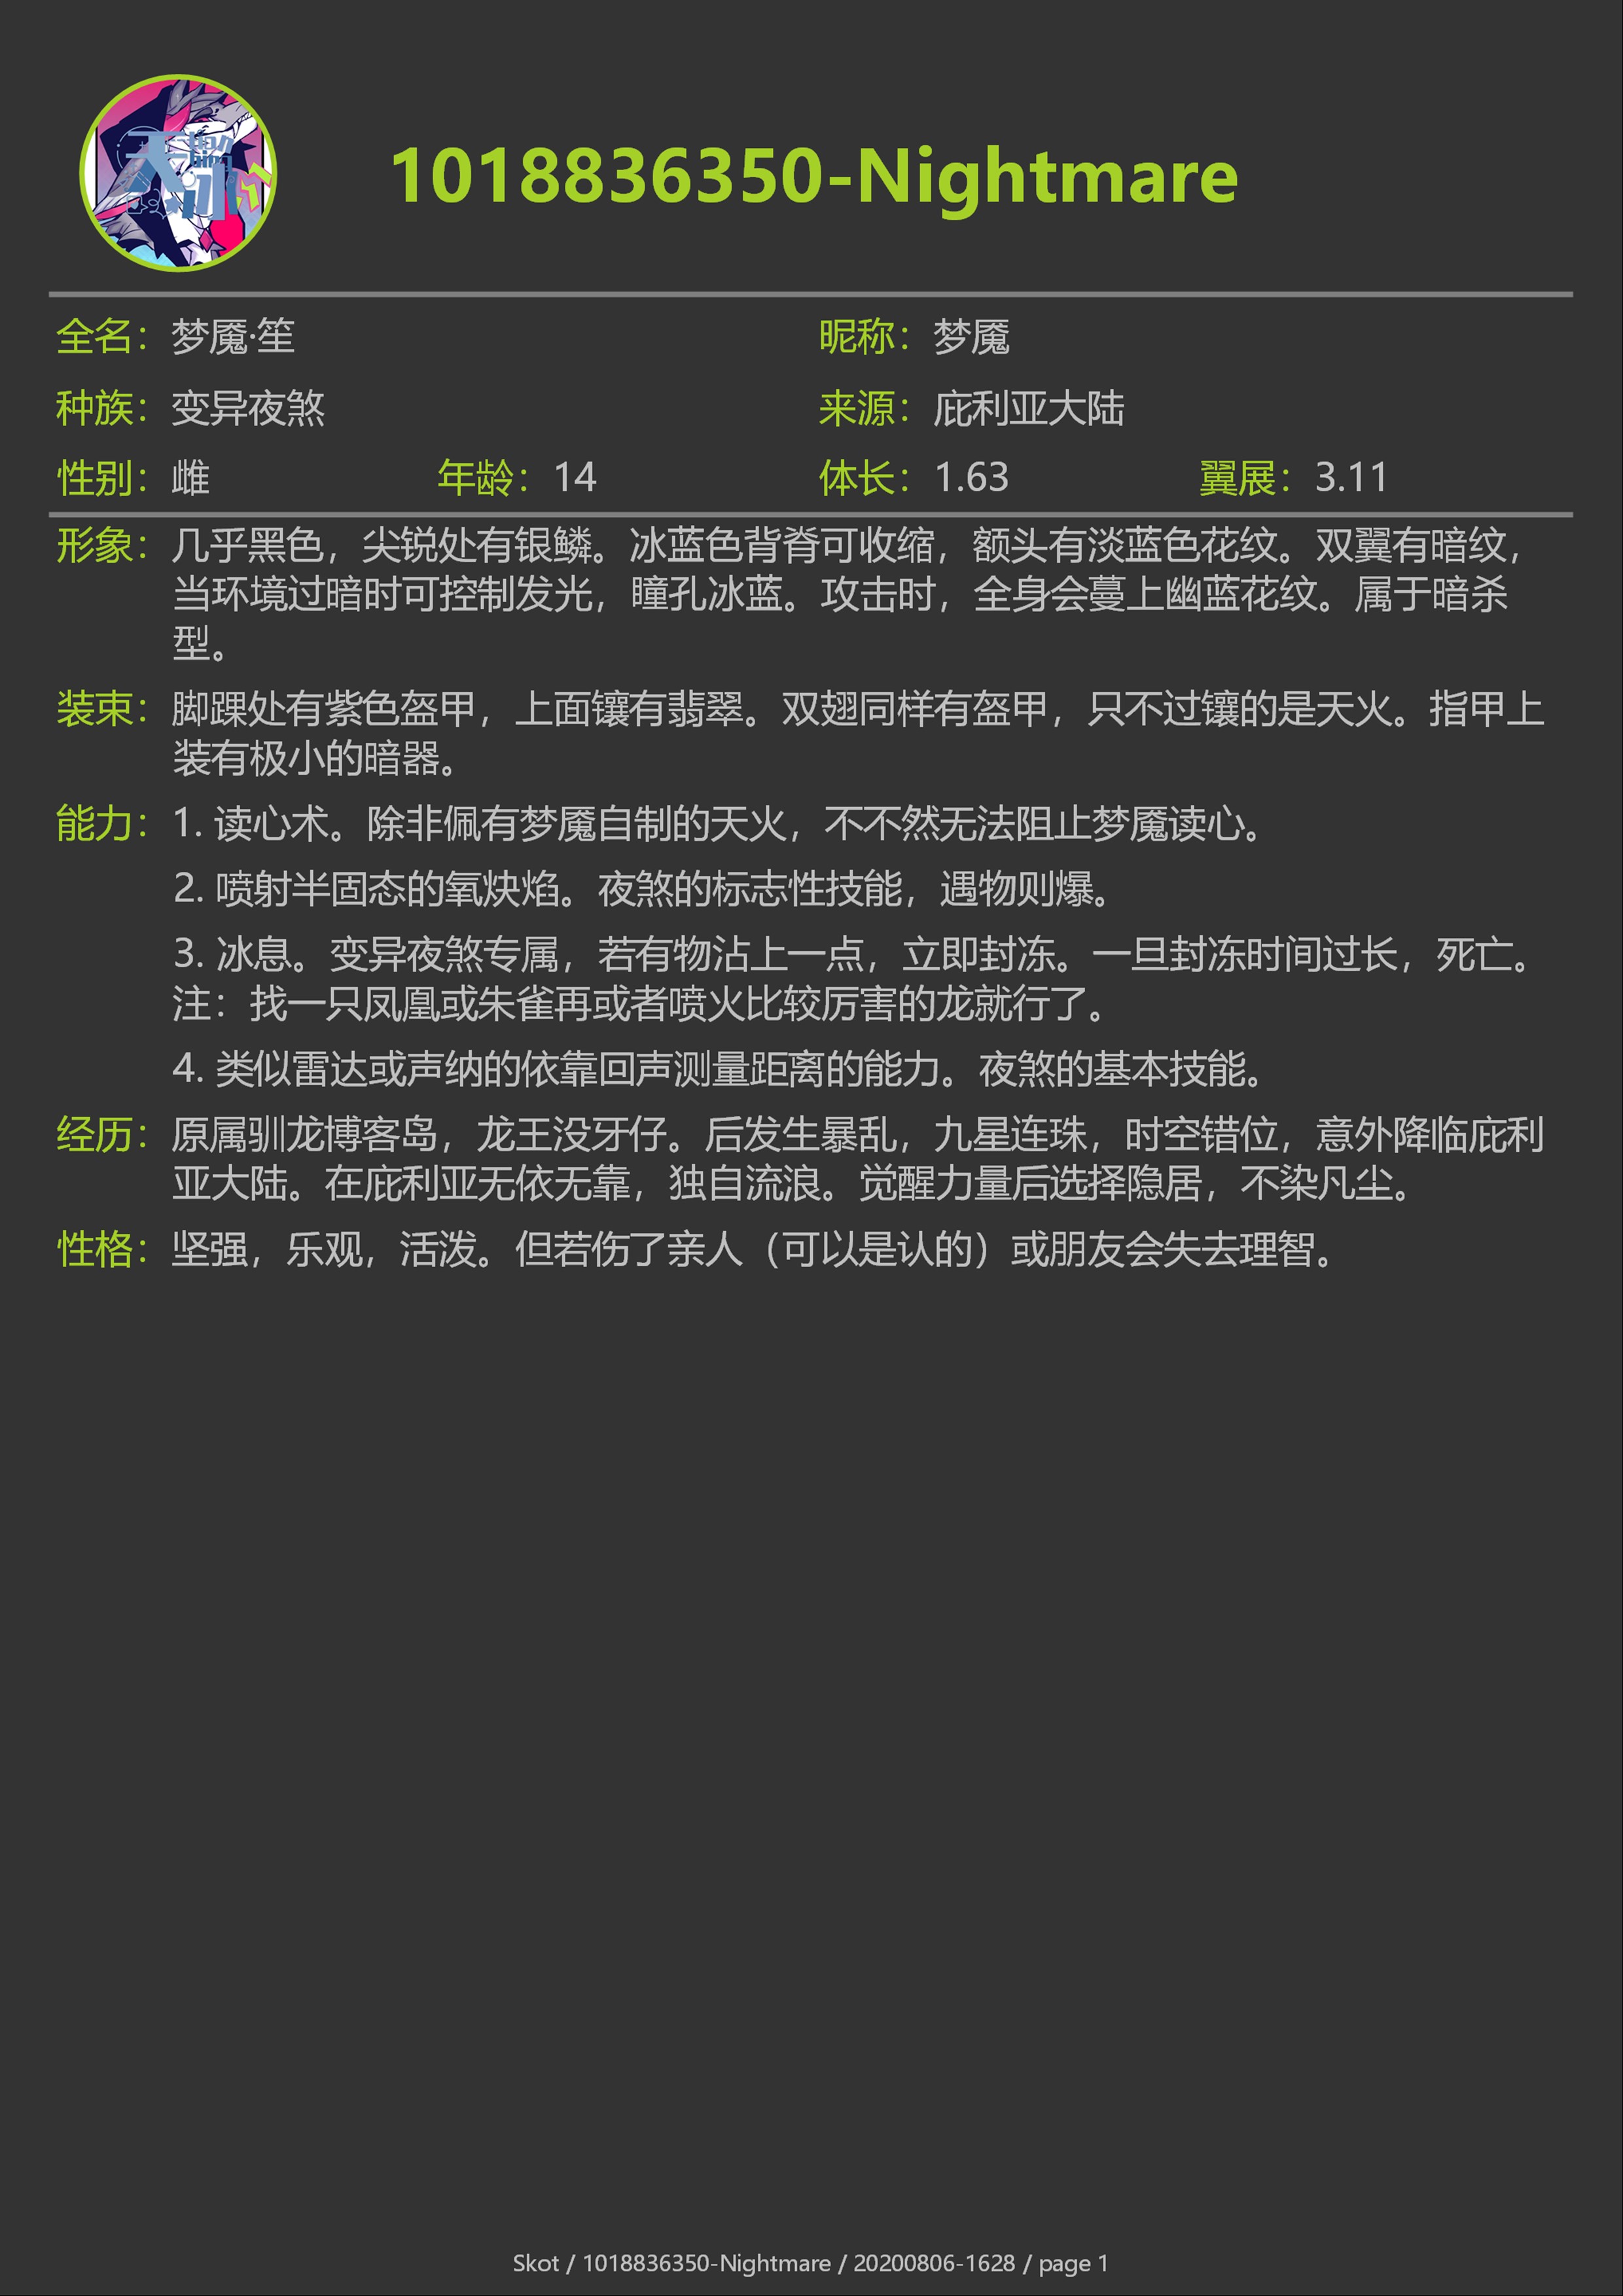 天冰
1018836350-Nightmare
全名：梦魇·笙 昵称：梦魇
种族：变异夜煞 来源：庇利亚大陆
性别：雌 年龄：14 体长：1.63 翼展：3.11
形象：几乎黑色，尖锐处有银鳞。冰蓝色背脊可收缩，额头有淡蓝色花纹。双翼有暗纹，
当环境过暗时可控制发光，瞳孔冰蓝。攻击时，全身会蔓上幽蓝花纹。属于暗杀
型。
装束：脚踝处有紫色盔甲，上面镶有翡翠。双翅同样有盔甲，只不过镶的是天火。指甲上
装有极小的暗器。
能力：1. 读心术。除非佩有梦魇自制的天火，不不然无法阻止梦魇读心。
2. 喷射半固态的氧炔焰。夜煞的标志性技能，遇物则爆。
3. 冰息。变异夜煞专属，若有物沾上一点，立即封冻。一旦封冻时间过长，死亡。
注：找一只凤凰或朱雀再或者喷火比较厉害的龙就行了。
4. 类似雷达或声纳的依靠回声测量距离的能力。夜煞的基本技能。
经历：原属驯龙博客岛，龙王没牙仔。后发生暴乱，九星连珠，时空错位，意外降临庇利
亚大陆。在庇利亚无依无靠，独自流浪。觉醒力量后选择隐居，不染凡尘。
性格：坚强，乐观，活泼。但若伤了亲人（可以是认的）或朋友会失去理智。
Skot / 1018836350-Nightmare / 20200806-1628 / page 1